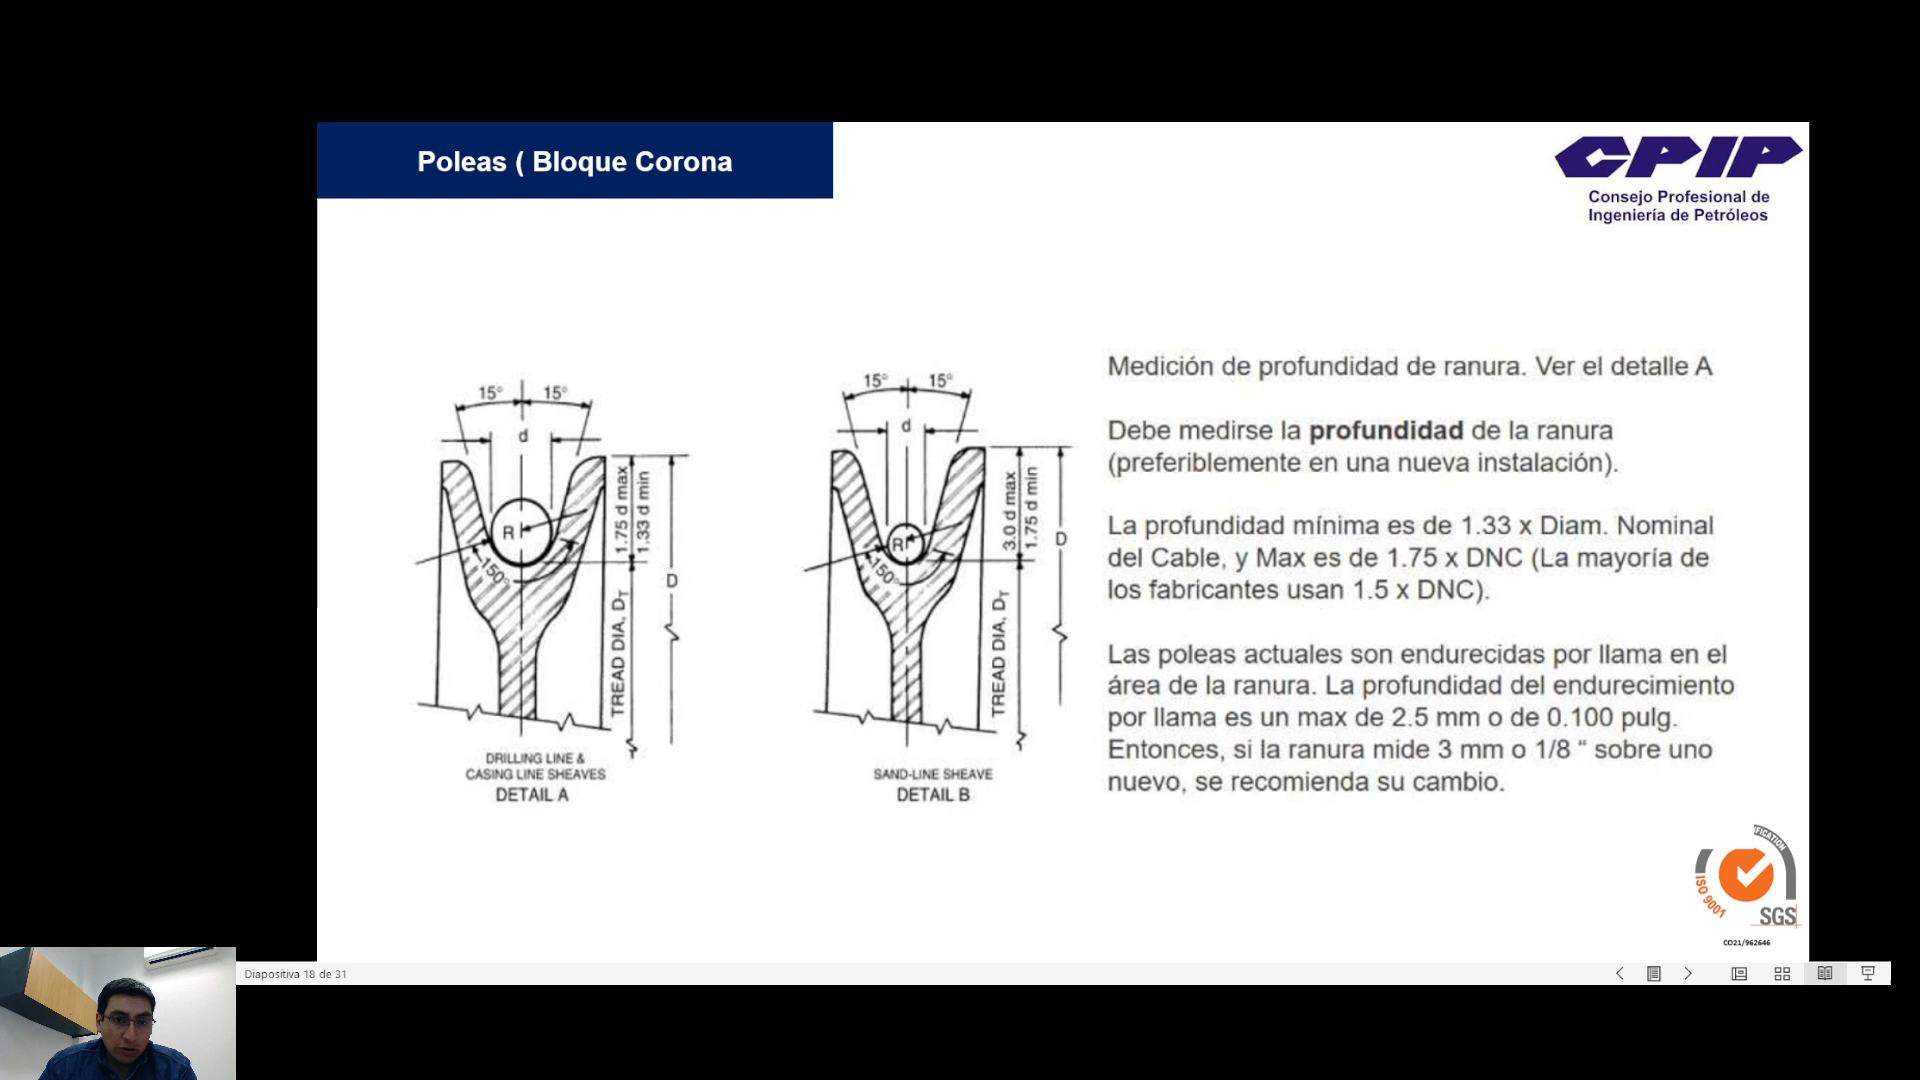 Poleas ( Bloque Corona
CPIP
Consejo Profesional de
Ingeniería de Petróleos
15° 15°
d
R
150°
1.75 d max
1.33 d min
D
TREAD DIA, DT
DRILLING LINE &
CASING LINE SHEAVES
DETAIL A
15° 15°
d
R
150°
3.0 d max
1.75 d min
D
TREAD DIA, DT
SAND-LINE SHEAVE
DETAIL B
Medición de profundidad de ranura. Ver el detalle A
Debe medirse la profundidad de la ranura
(preferiblemente en una nueva instalación).
La profundidad mínima es de 1.33 x Diam. Nominal
del Cable, y Max es de 1.75 x DNC (La mayoría de
los fabricantes usan 1.5 x DNC).
Las poleas actuales son endurecidas por llama en el
área de la ranura. La profundidad del endurecimiento
por llama es un max de 2.5 mm o de 0.100 pulg.
Entonces, si la ranura mide 3 mm o 1/8 “ sobre uno
nuevo, se recomienda su cambio.
ISO 9001
SGS
CO21/962646
Diapositiva 18 de 31